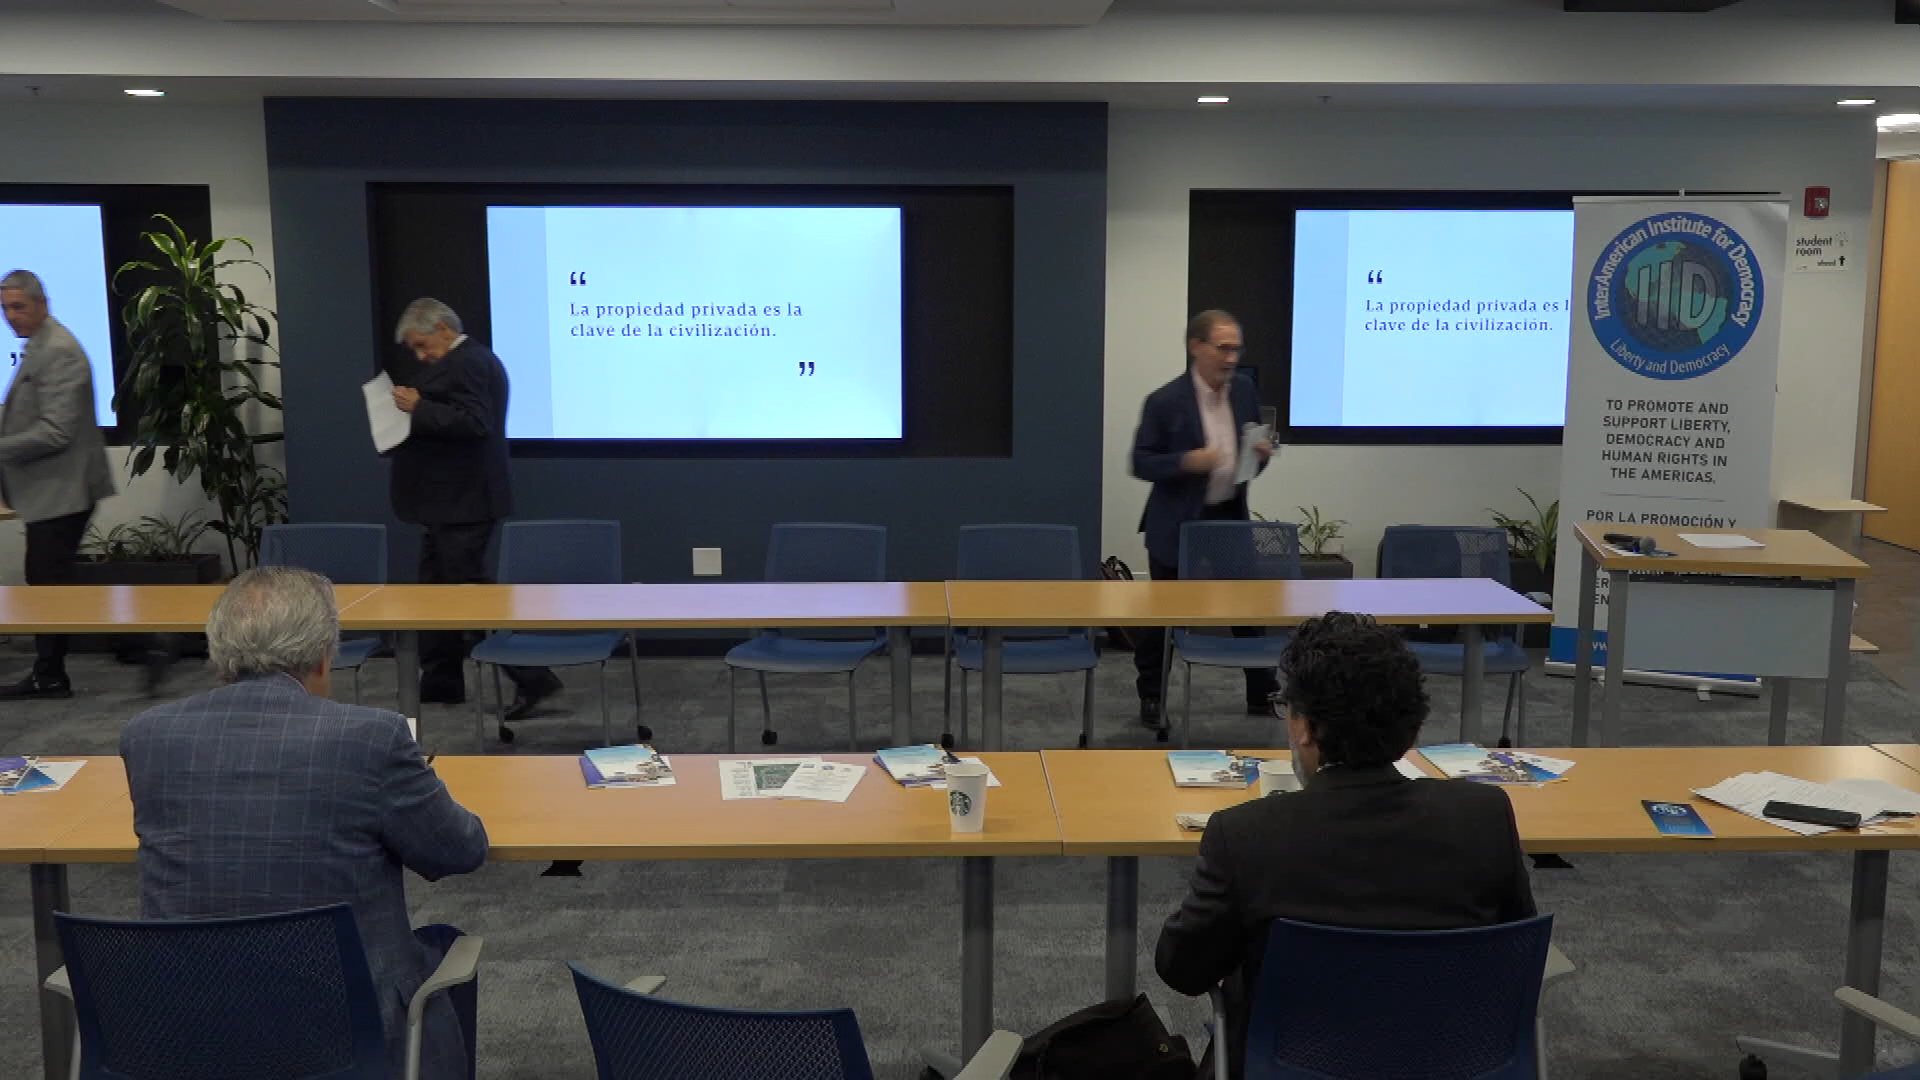 “
La propiedad privada es la
clave de la civilización.
”
“
La propiedad privada es l
clave de la civilización.
”
InterAmerican Institute for Democracy
IID
Liberty and Democracy
TO PROMOTE AND
SUPPORT LIBERTY,
DEMOCRACY AND
HUMAN RIGHTS IN
THE AMERICAS.
POR LA PROMOCIÓN Y
student
room
ahead